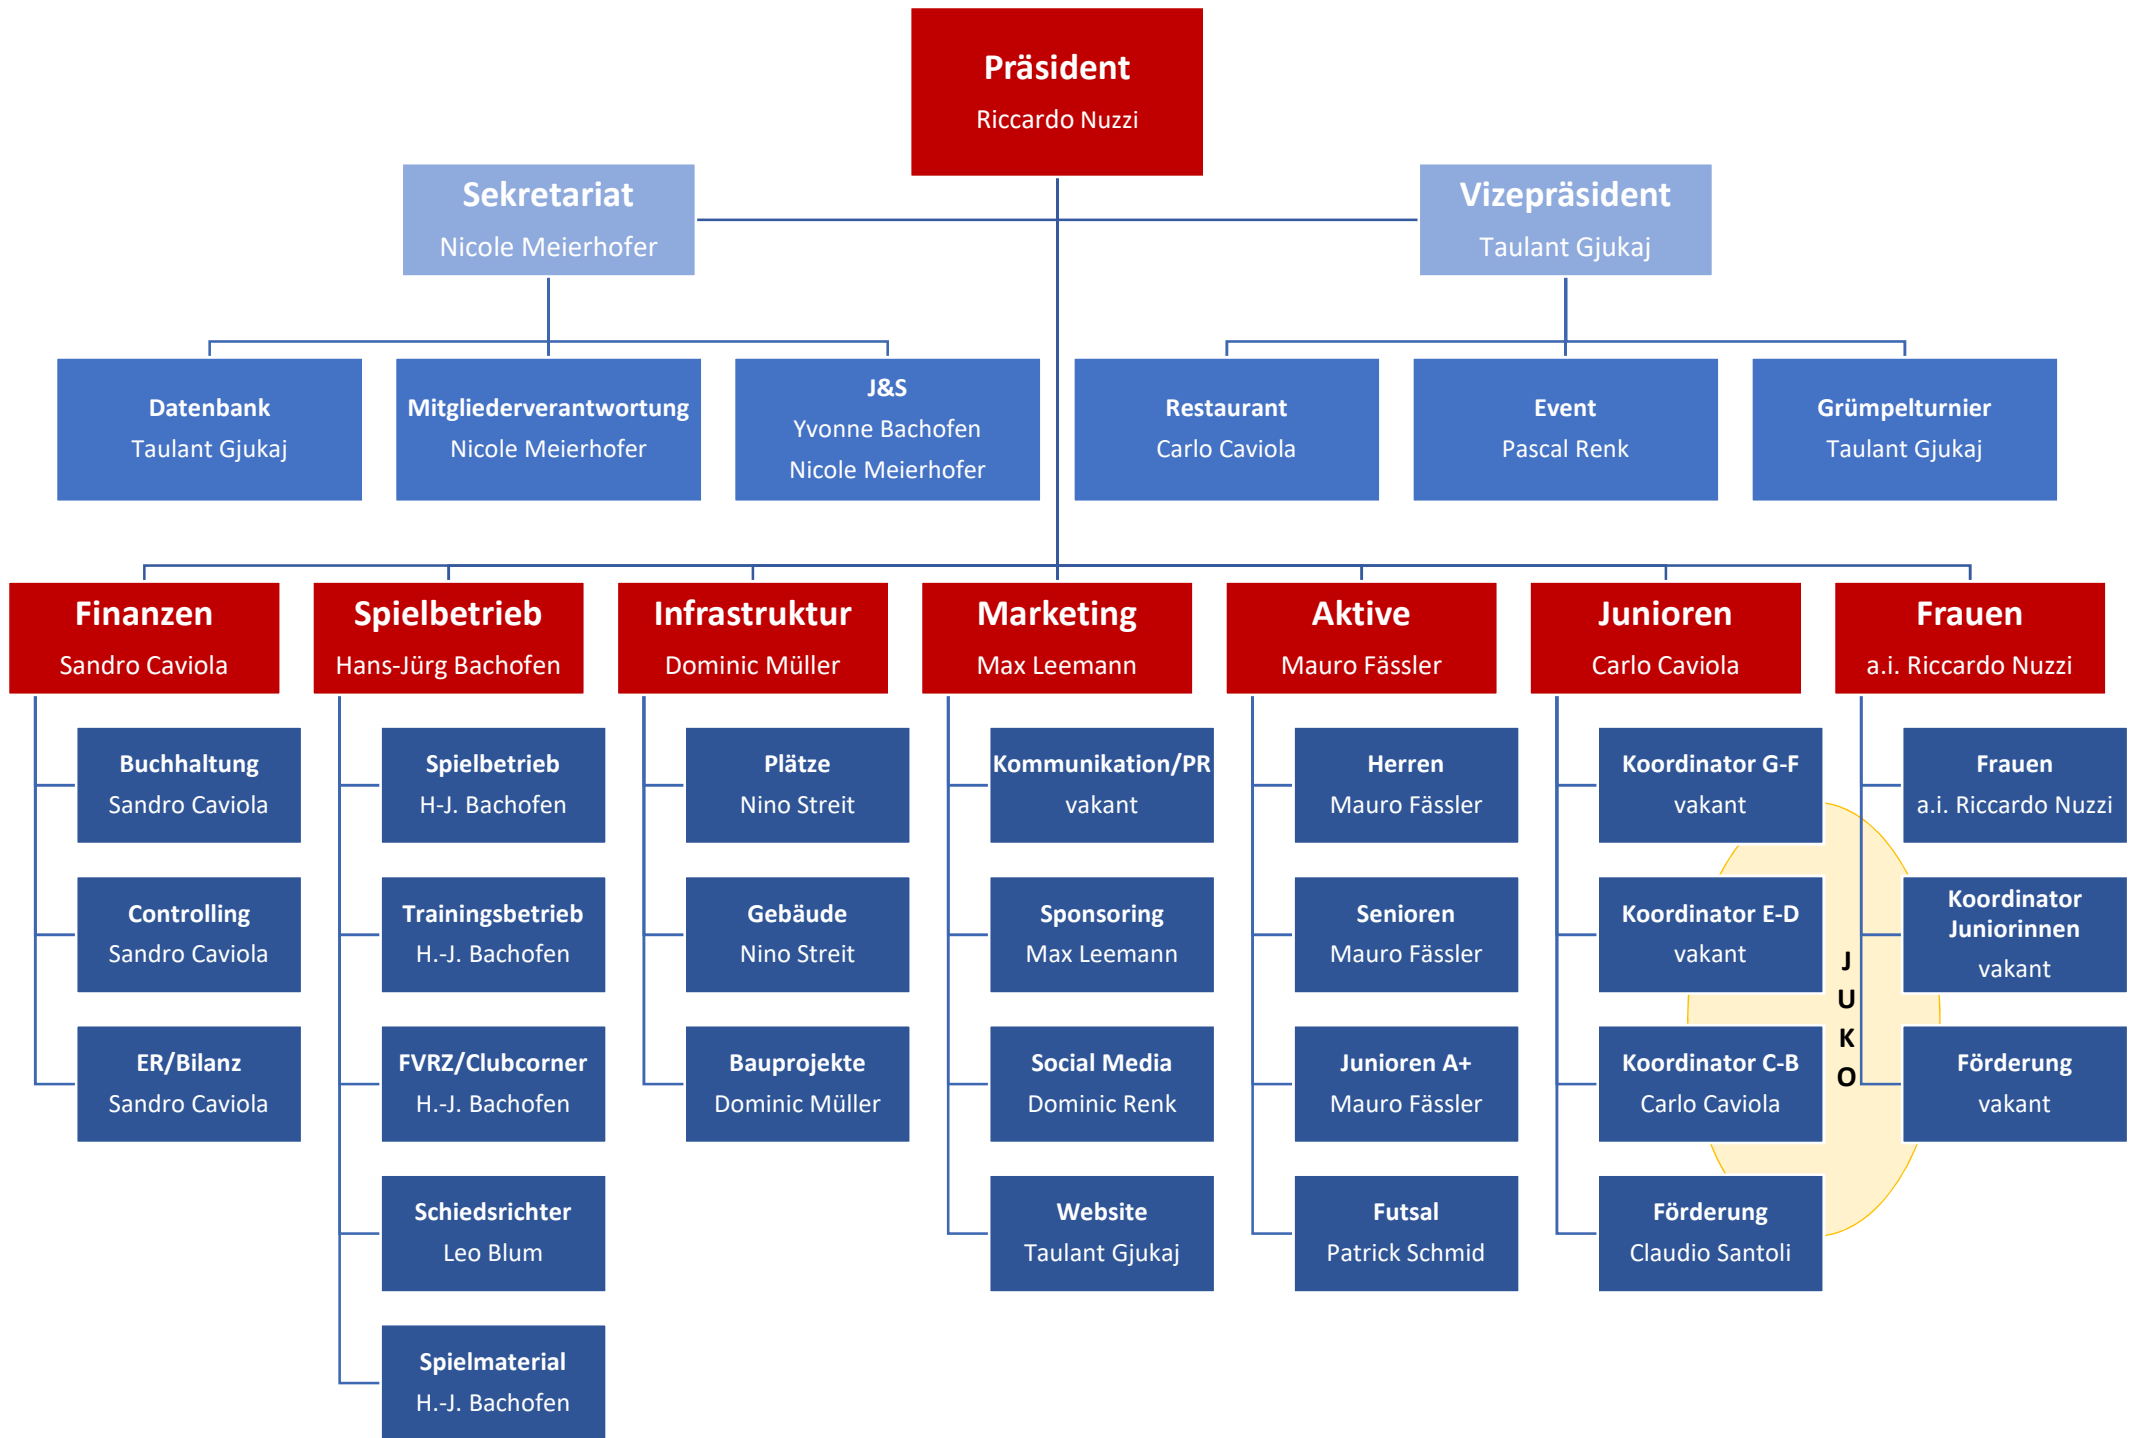 Präsident
Riccardo Nuzzi
Sekretariat
Nicole Meierhofer
Vizepräsident
Taulant Gjukaj
Datenbank
Taulant Gjukaj
Mitgliederverantwortung
Nicole Meierhofer
J&S
Yvonne Bachofen
Nicole Meierhofer
Restaurant
Carlo Caviola
Event
Pascal Renk
Grümpelturnier
Taulant Gjukaj
Finanzen
Sandro Caviola
Buchhaltung
Sandro Caviola
Controlling
Sandro Caviola
ER/Bilanz
Sandro Caviola
Spielbetrieb
Hans-Jürg Bachofen
Spielbetrieb
H-J. Bachofen
Trainingsbetrieb
H.-J. Bachofen
FVRZ/Clubcorner
H.-J. Bachofen
Schiedsrichter
Leo Blum
Spielmaterial
H.-J. Bachofen
Infrastruktur
Dominic Müller
Plätze
Nino Streit
Gebäude
Nino Streit
Bauprojekte
Dominic Müller
Marketing
Max Leemann
Kommunikation/PR
vakant
Sponsoring
Max Leemann
Social Media
Dominic Renk
Website
Taulant Gjukaj
Aktive
Mauro Fässler
Herren
Mauro Fässler
Senioren
Mauro Fässler
Junioren A+
Mauro Fässler
Futsal
Patrick Schmid
Junioren
Carlo Caviola
Koordinator G-F
vakant
Koordinator E-D
vakant
Koordinator C-B
Carlo Caviola
Förderung
Claudio Santoli
J
U
K
O
Frauen
a.i. Riccardo Nuzzi
Frauen
a.i. Riccardo Nuzzi
Koordinator
Juniorinnen
vakant
Förderung
vakant